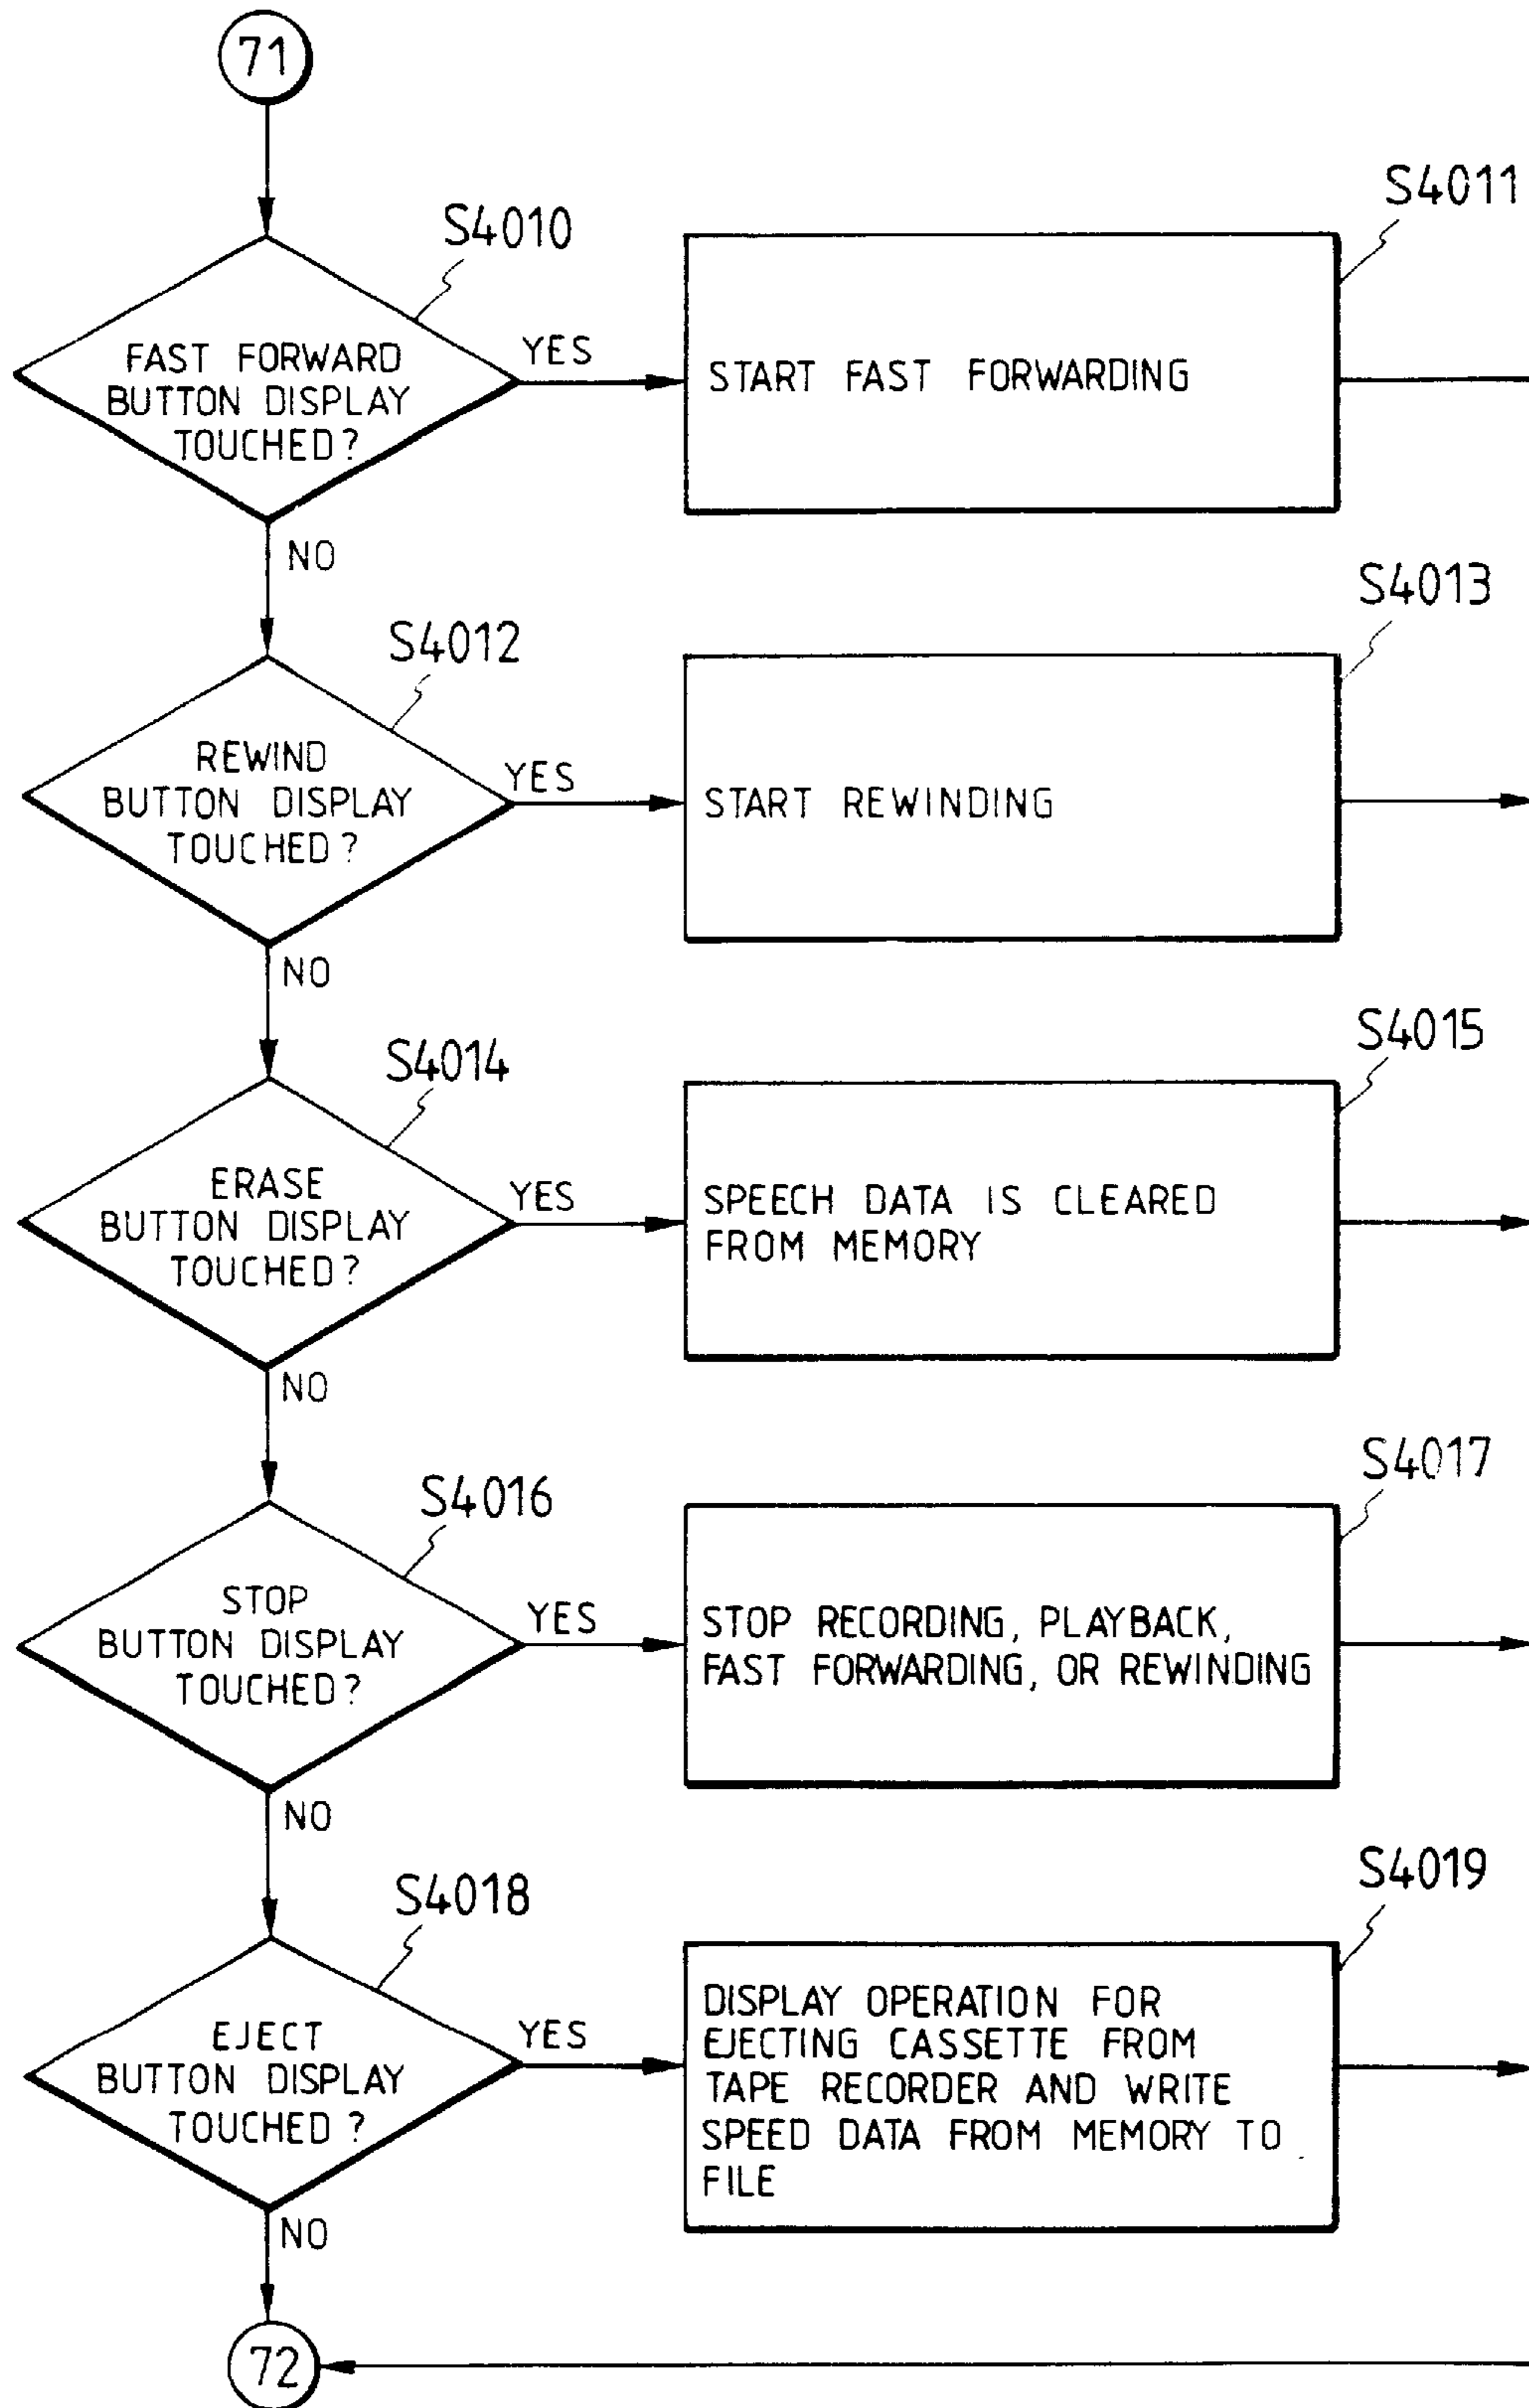 71
S4010
FAST FORWARD
BUTTON DISPLAY
TOUCHED?
YES
S4011
START FAST FORWARDING
NO
S4012
REWIND
BUTTON DISPLAY
TOUCHED?
YES
S4013
START REWINDING
NO
S4014
ERASE
BUTTON DISPLAY
TOUCHED?
YES
S4015
SPEECH DATA IS CLEARED
FROM MEMORY
NO
S4016
STOP
BUTTON DISPLAY
TOUCHED?
YES
S4017
STOP RECORDING, PLAYBACK,
FAST FORWARDING, OR REWINDING
NO
S4018
EJECT
BUTTON DISPLAY
TOUCHED?
YES
S4019
DISPLAY OPERATION FOR
EJECTING CASSETTE FROM
TAPE RECORDER AND WRITE
SPEED DATA FROM MEMORY TO
FILE
NO
72